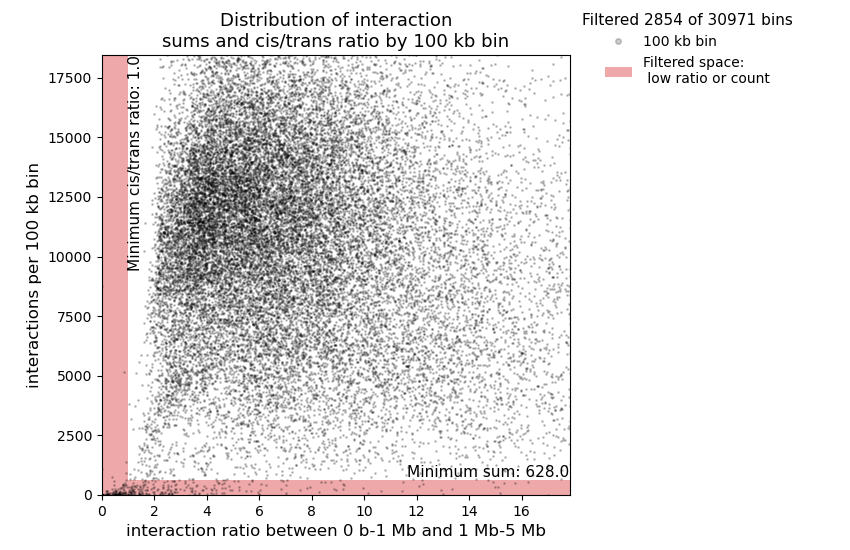 Distribution of interaction
sums and cis/trans ratio by 100 kb bin
Filtered 2854 of 30971 bins
100 kb bin
Filtered space:
low ratio or count
interactions per 100 kb bin
17500
15000
12500
10000
7500
5000
2500
0
Minimum cis/trans ratio: 1.0
Minimum sum: 628.0
0 2 4 6 8 10 12 14 16
interaction ratio between 0 b-1 Mb and 1 Mb-5 Mb